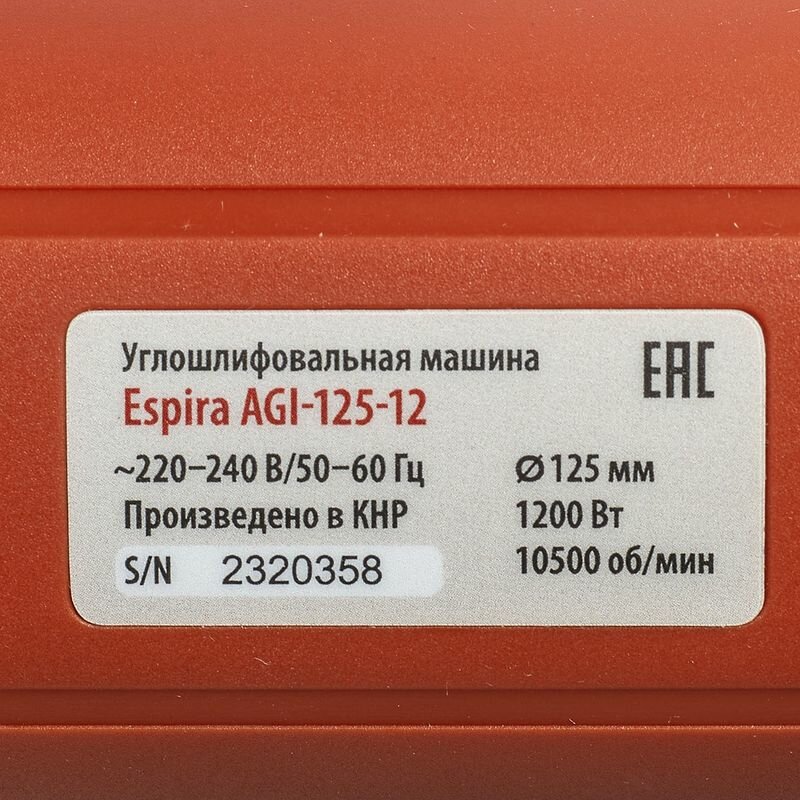 Углошлифовальная машина
EAC
Espira AGI-125-12
~220–240 В/50–60 Гц
Ø 125 мм
Произведено в КНР
1200 Вт
S/N 2320358
10500 об/мин